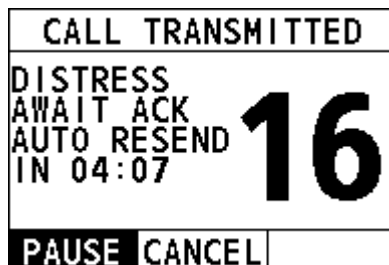 CALL TRANSMITTED
DISTRESS
AWAIT ACK
AUTO RESEND
IN 04:07
16
PAUSE CANCEL